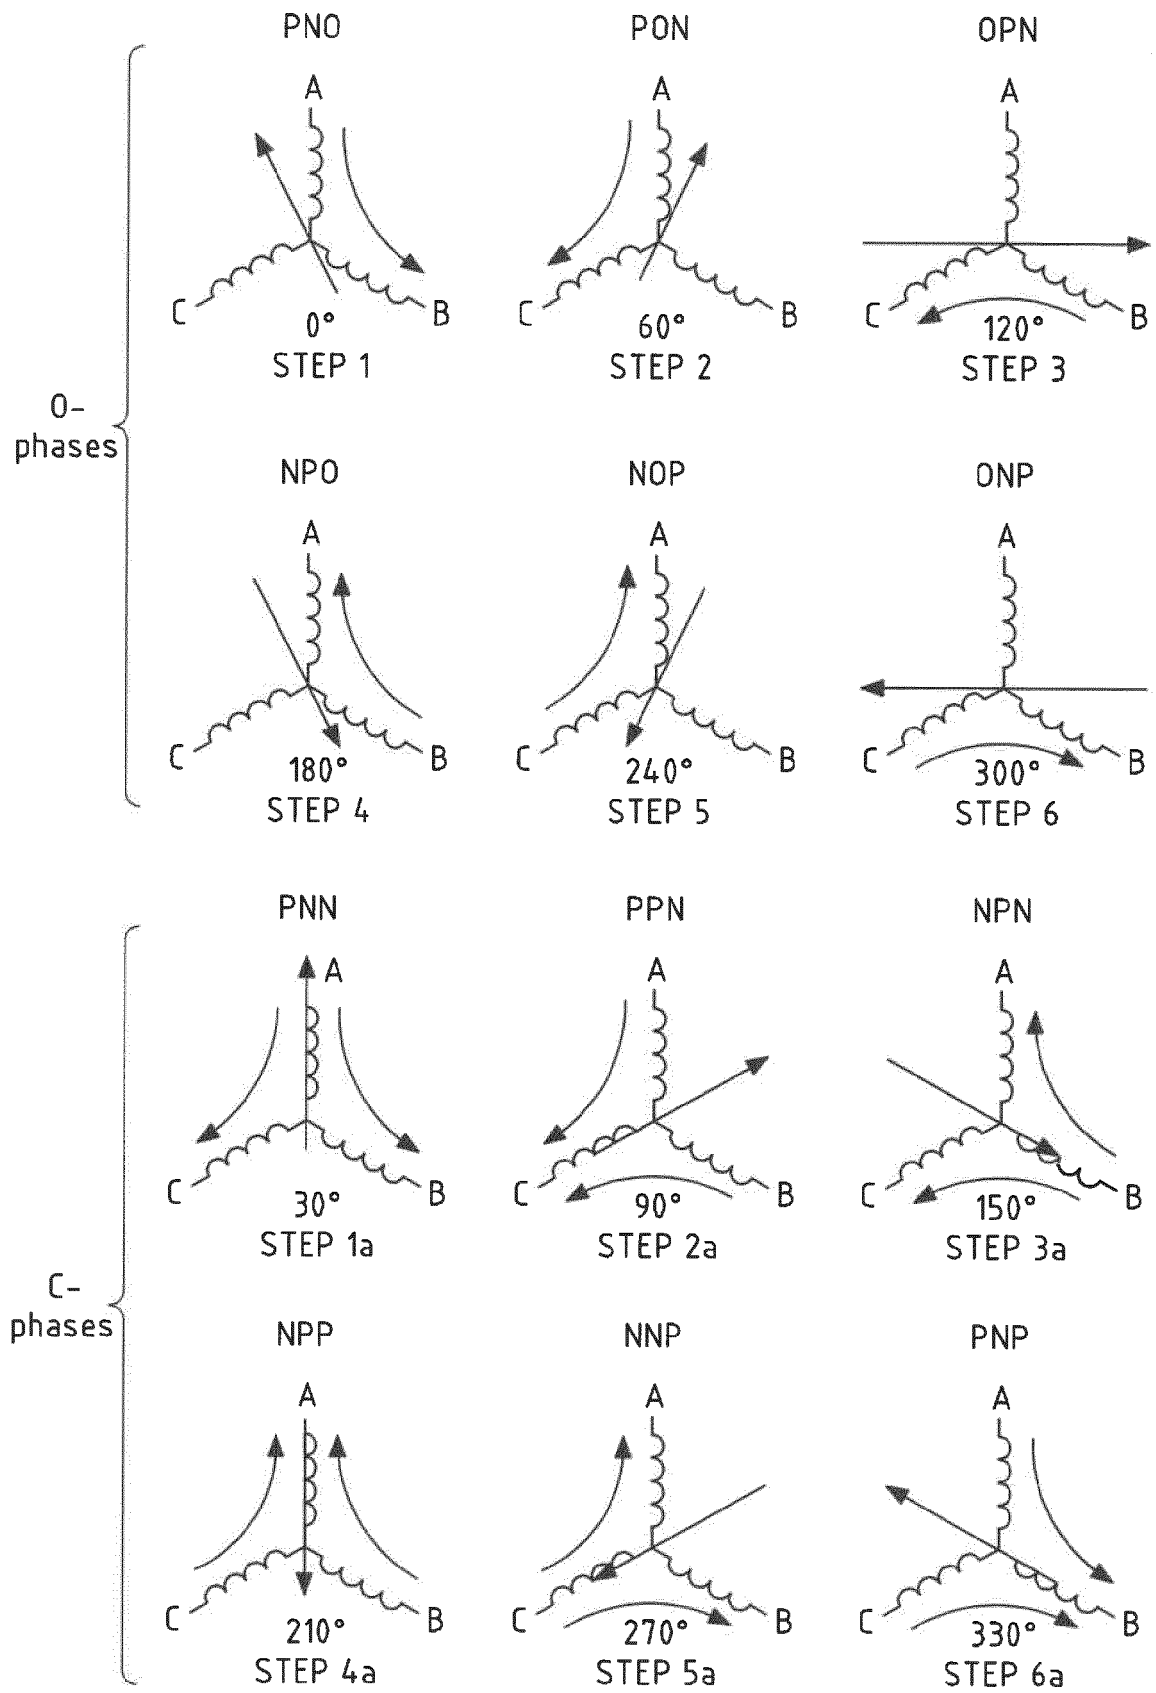 PNO
PON
OPN
A
A
A
C
B
C
B
C
B
0°
60°
120°
STEP 1
STEP 2
STEP 3
O-
phases
NPO
NOP
ONP
A
A
A
C
B
C
B
C
B
180°
240°
300°
STEP 4
STEP 5
STEP 6
PNN
PPN
NPN
A
A
A
C
B
C
B
C
B
30°
90°
150°
STEP 1a
STEP 2a
STEP 3a
C-
phases
NPP
NNP
PNP
A
A
A
C
B
C
B
C
B
210°
270°
330°
STEP 4a
STEP 5a
STEP 6a